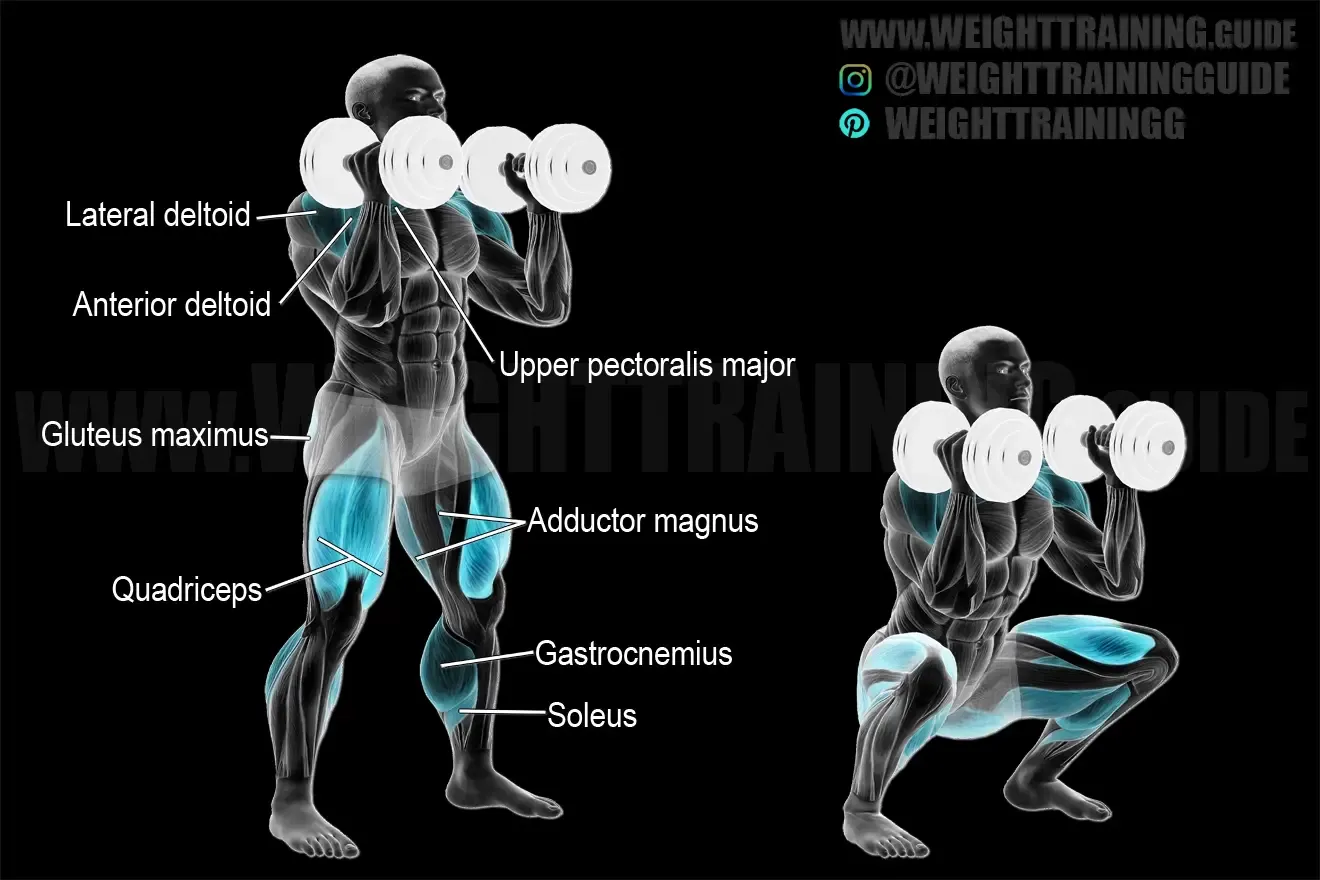 WWW.WEIGHTTRAINING.GUIDE
@WEIGHTTRAININGGUIDE
WEIGHTTRAININGG
Lateral deltoid
Anterior deltoid
Upper pectoralis major
WWW.WEIGHTTRAINING.GUIDE
Gluteus maximus
Adductor magnus
Quadriceps
Gastrocnemius
Soleus